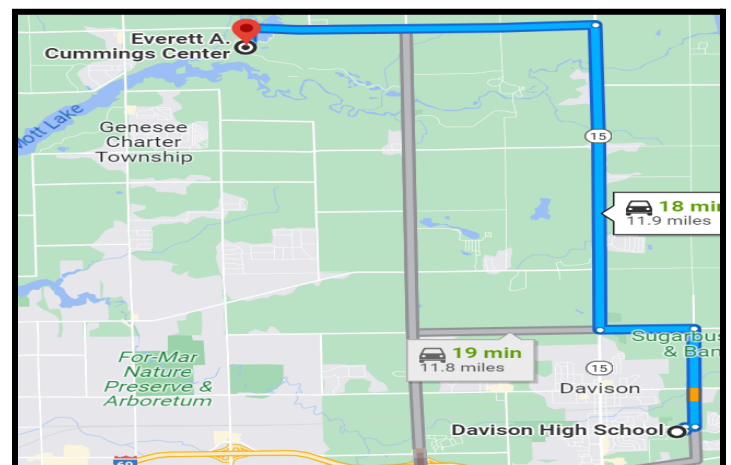 Everett A.
Cummings Center
Mott Lake
Genesee
Charter
Township
15
18 min
11.9 miles
19 min
11.8 miles
Sugarbus
& Ban
For-Mar
Nature
Preserve &
Arboretum
15
Davison
Davison High School
69